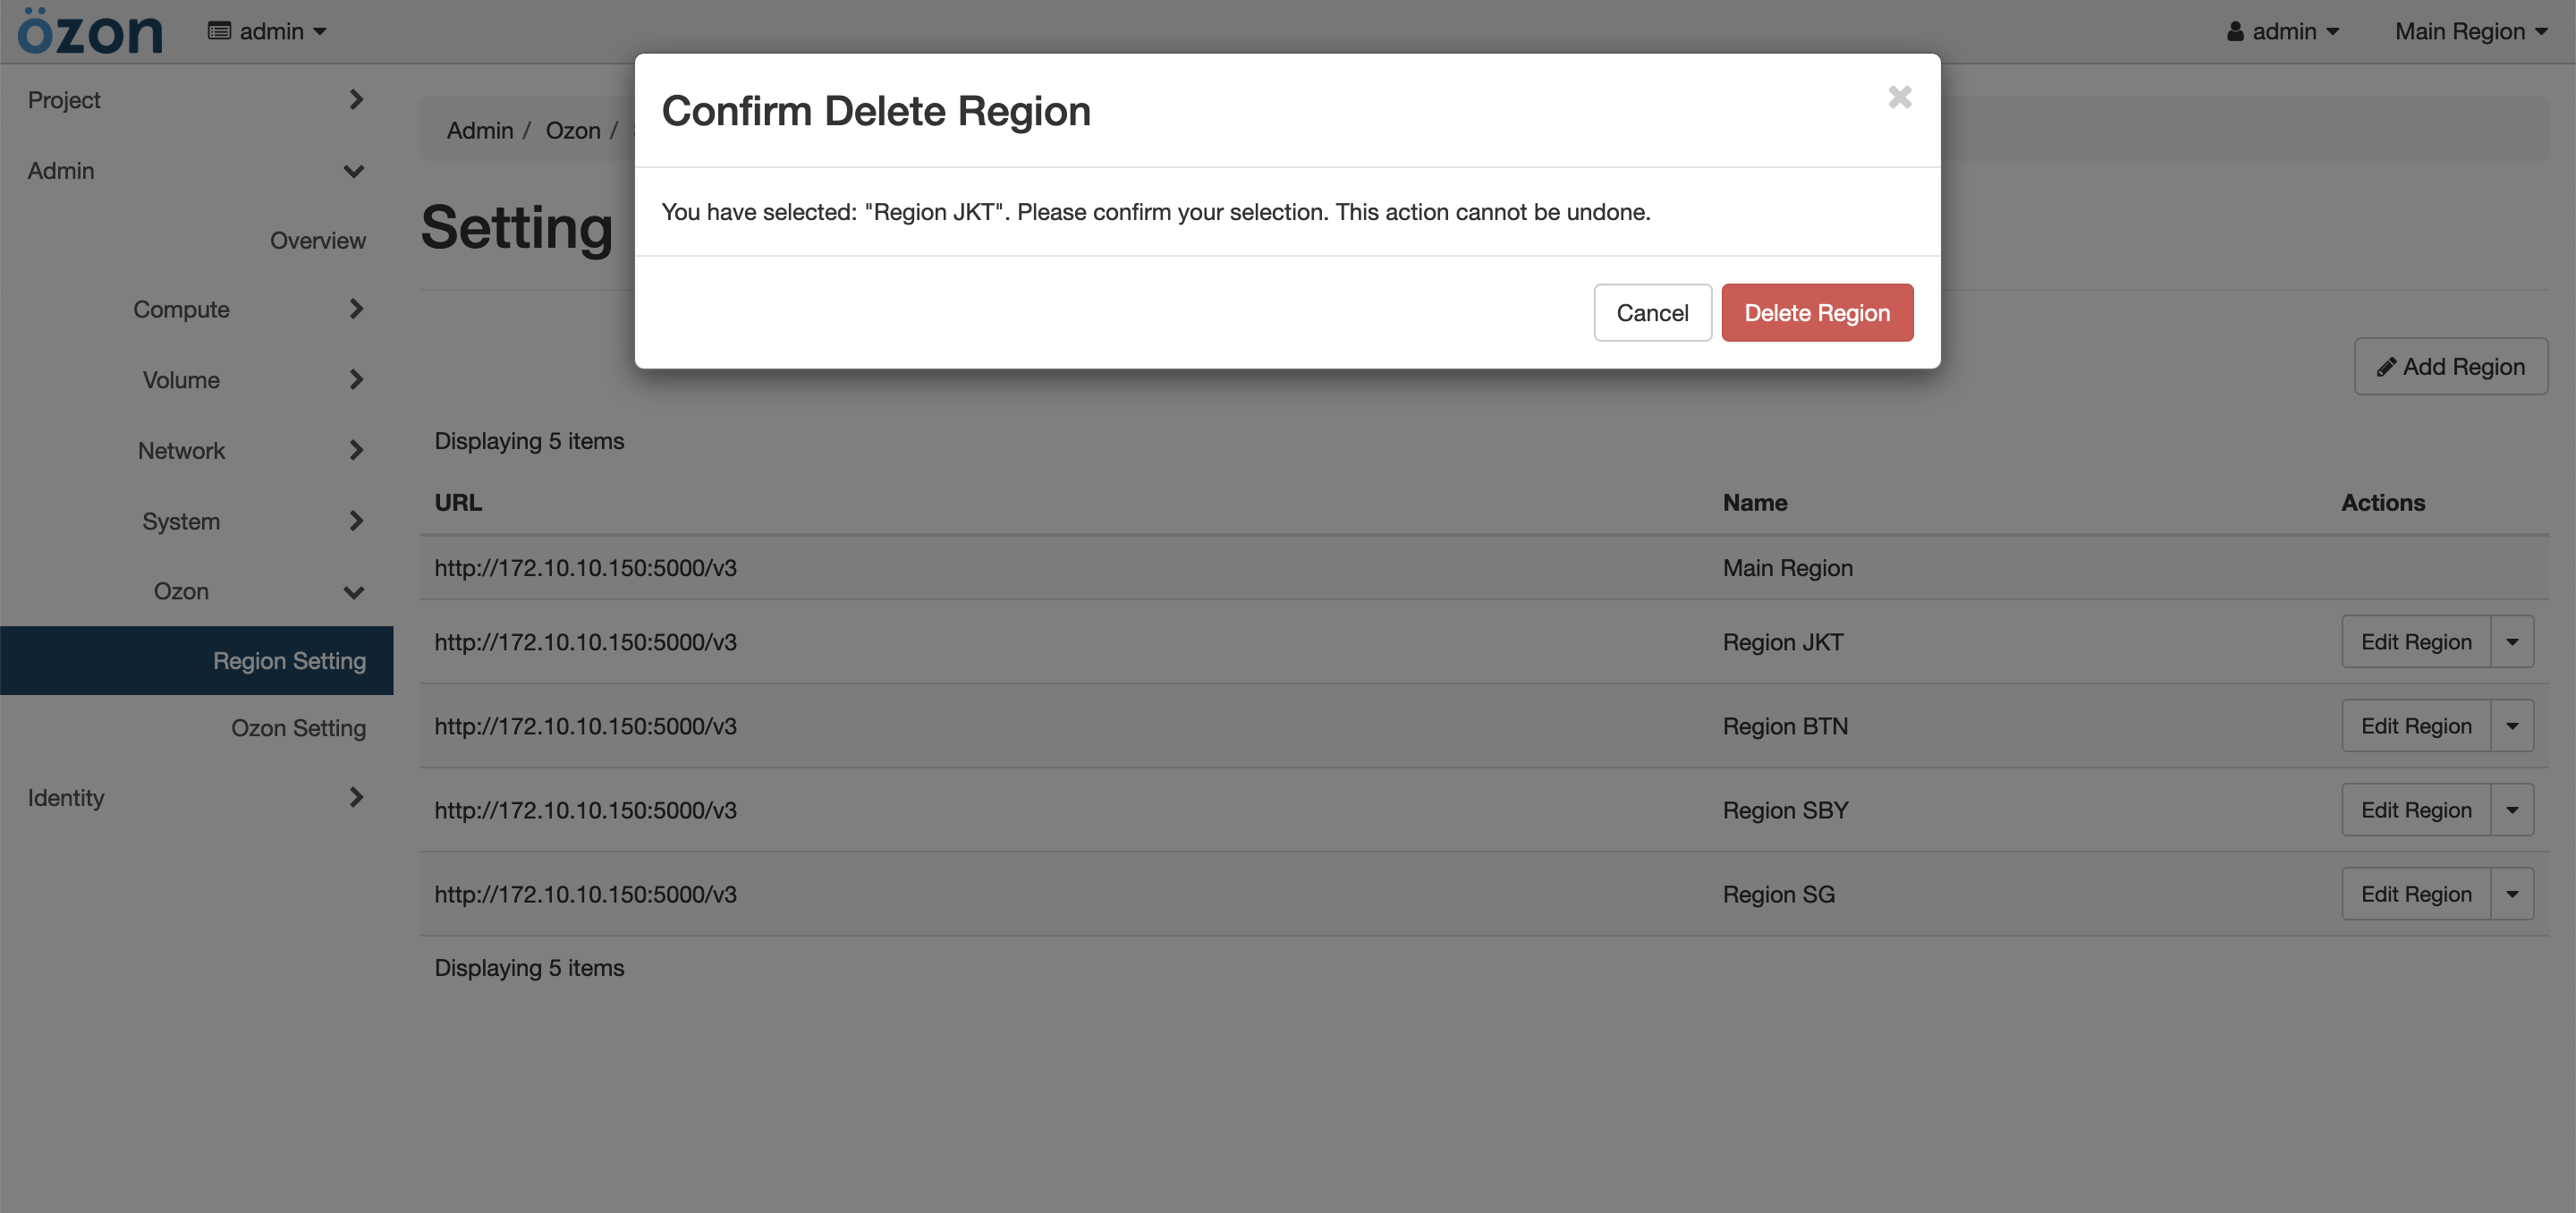 özon
admin
admin
Main Region
Project
Admin
Overview
Compute
Volume
Network
System
Ozon
Region Setting
Ozon Setting
Identity
Admin / Ozon /
Setting
Confirm Delete Region
You have selected: "Region JKT". Please confirm your selection. This action cannot be undone.
Cancel
Delete Region
Add Region
Displaying 5 items
URL Name Actions
http://172.10.10.150:5000/v3 Main Region
http://172.10.10.150:5000/v3 Region JKT Edit Region
http://172.10.10.150:5000/v3 Region BTN Edit Region
http://172.10.10.150:5000/v3 Region SBY Edit Region
http://172.10.10.150:5000/v3 Region SG Edit Region
Displaying 5 items